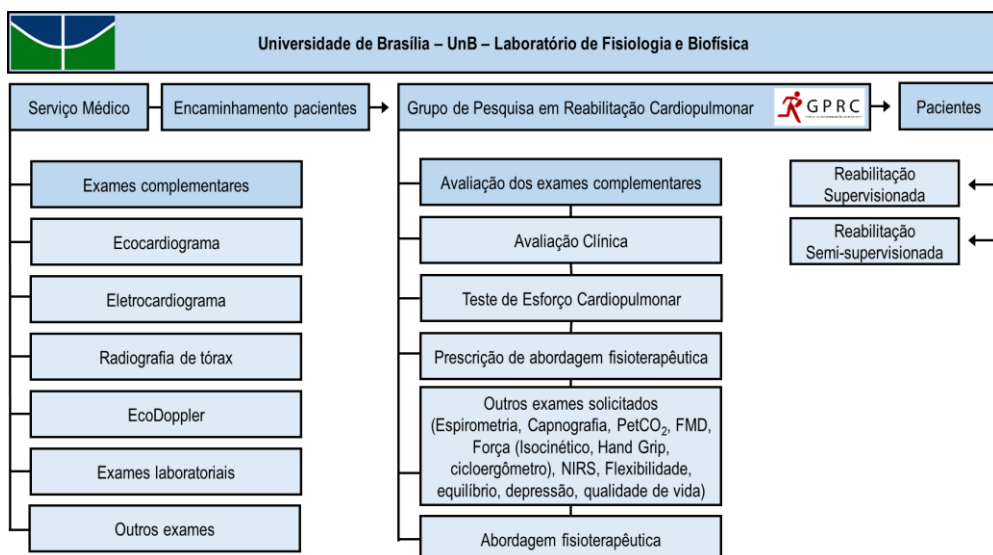 Universidade de Brasília – UnB – Laboratório de Fisiologia e Biofísica
Serviço Médico
Encaminhamento pacientes
Grupo de Pesquisa em Reabilitação Cardiopulmonar
GPRC
Pacientes
Exames complementares
Ecocardiograma
Eletrocardiograma
Radiografia de tórax
EcoDoppler
Exames laboratoriais
Outros exames
Avaliação dos exames complementares
Avaliação Clínica
Teste de Esforço Cardiopulmonar
Prescrição de abordagem fisioterapêutica
Outros exames solicitados
(Espirometria, Capnografia, PetCO₂, FMD,
Força (Isocinético, Hand Grip,
cicloergômetro), NIRS, Flexibilidade,
equilíbrio, depressão, qualidade de vida)
Abordagem fisioterapêutica
Reabilitação
Supervisionada
Reabilitação
Semi-supervisionada